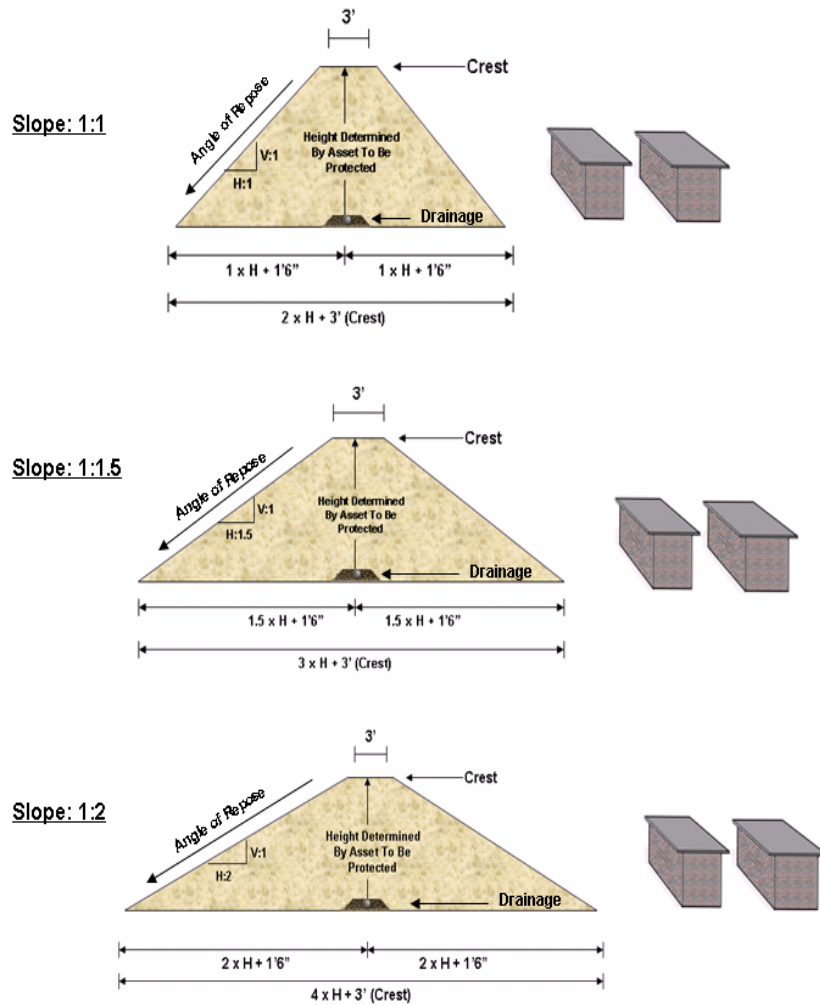 3’
Crest
Slope: 1:1
Angle of Repose
Height Determined
By Asset To Be
Protected
V:1
H:1
Drainage
1 x H + 1’6”
1 x H + 1’6”
2 x H + 3’ (Crest)
3’
Crest
Slope: 1:1.5
Angle of Repose
Height Determined
By Asset To Be
Protected
V:1
H:1.5
Drainage
1.5 x H + 1’6”
1.5 x H + 1’6”
3 x H + 3’ (Crest)
3’
Crest
Slope: 1:2
Angle of Repose
Height Determined
By Asset To Be
Protected
V:1
H:2
Drainage
2 x H + 1’6”
2 x H + 1’6”
4 x H + 3’ (Crest)